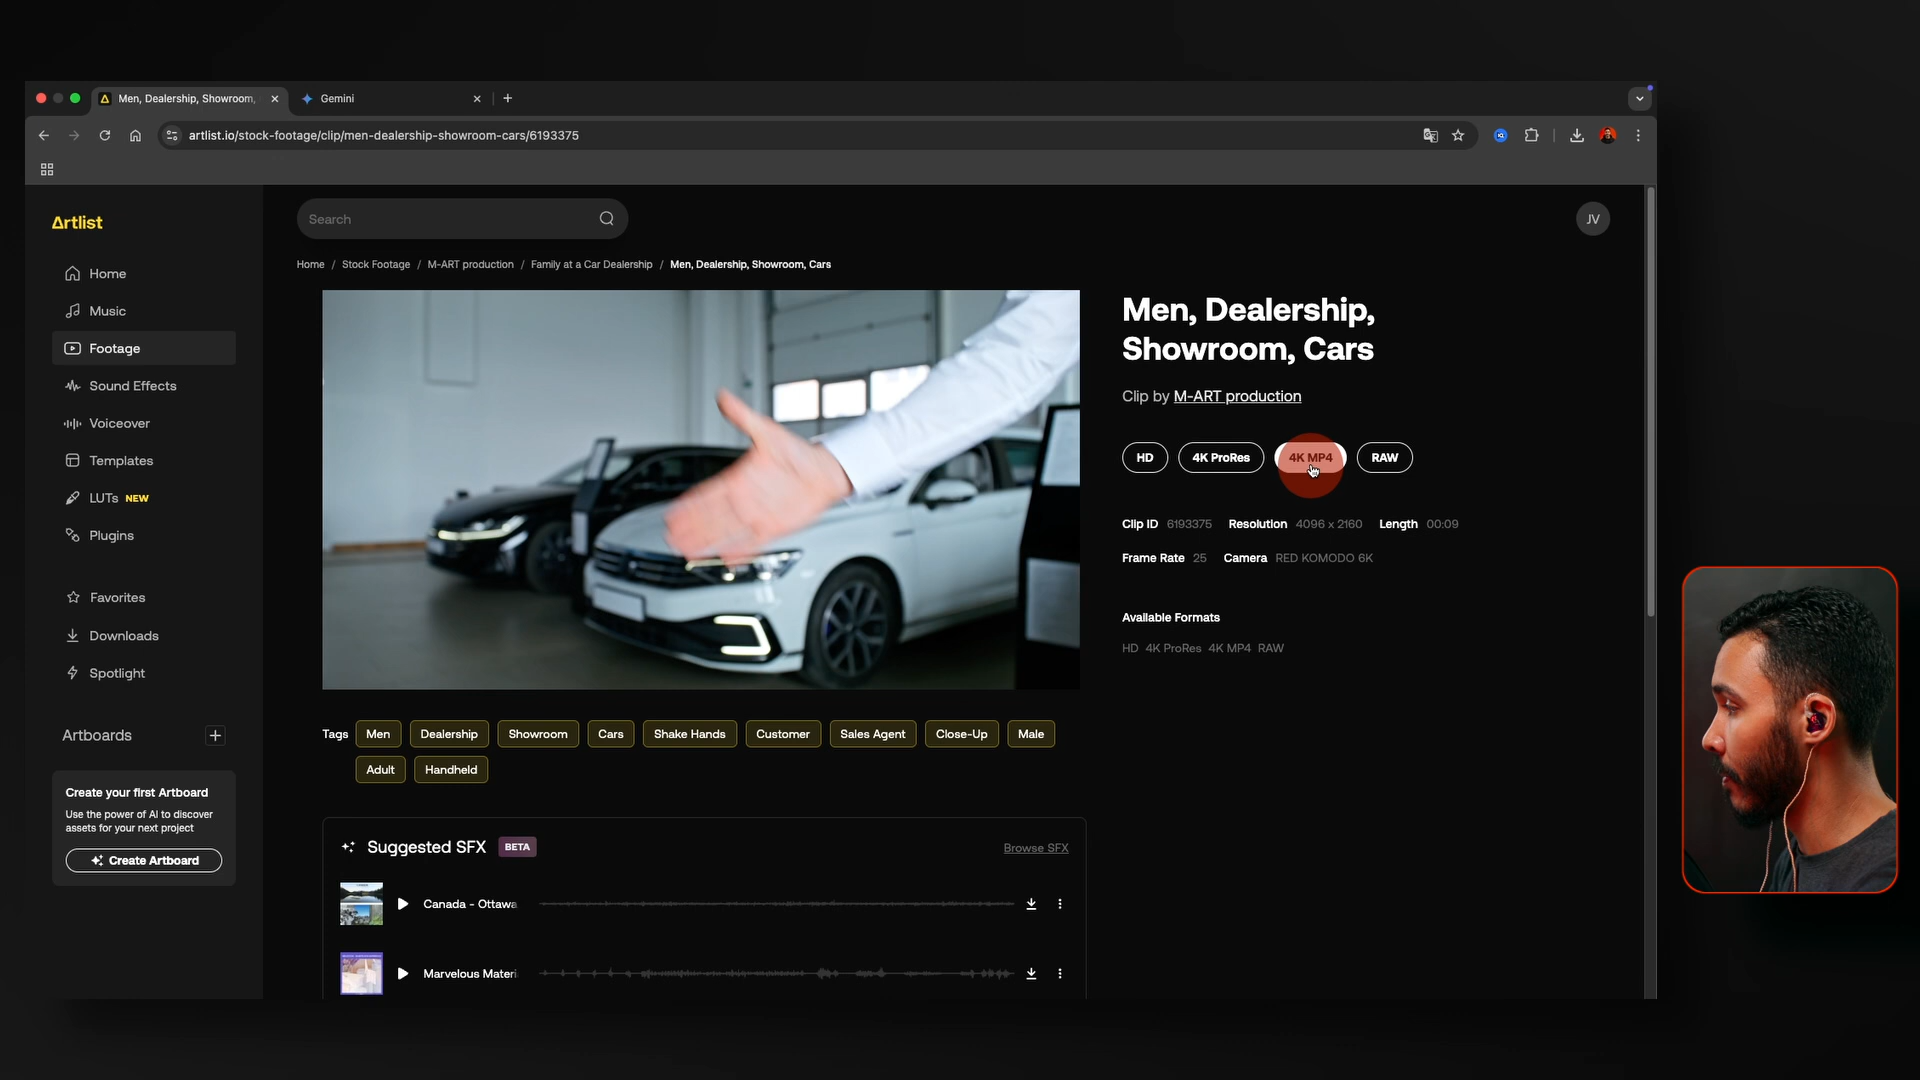 Men, Dealership, Showroom,
Gemini
artlist.io/stock-footage/clip/men-dealership-showroom-cars/6193375
Artlist
Home
Music
Footage
Sound Effects
Voiceover
Templates
LUTs NEW
Plugins
Favorites
Downloads
Spotlight
Artboards
Create your first Artboard
Use the power of AI to discover
assets for your next project
Create Artboard
Search
JV
Home / Stock Footage / M-ART production / Family at a Car Dealership / Men, Dealership, Showroom, Cars
Men, Dealership,
Showroom, Cars
Clip by M-ART production
HD 4K ProRes 4K MP4 RAW
Clip ID 6193375 Resolution 4096 x 2160 Length 00:09
Frame Rate 25 Camera RED KOMODO 6K
Available Formats
HD 4K ProRes 4K MP4 RAW
Tags Men Dealership Showroom Cars Shake Hands Customer Sales Agent Close-Up Male
Adult Handheld
Suggested SFX BETA Browse SFX
Canada - Ottawa
Marvelous Materi